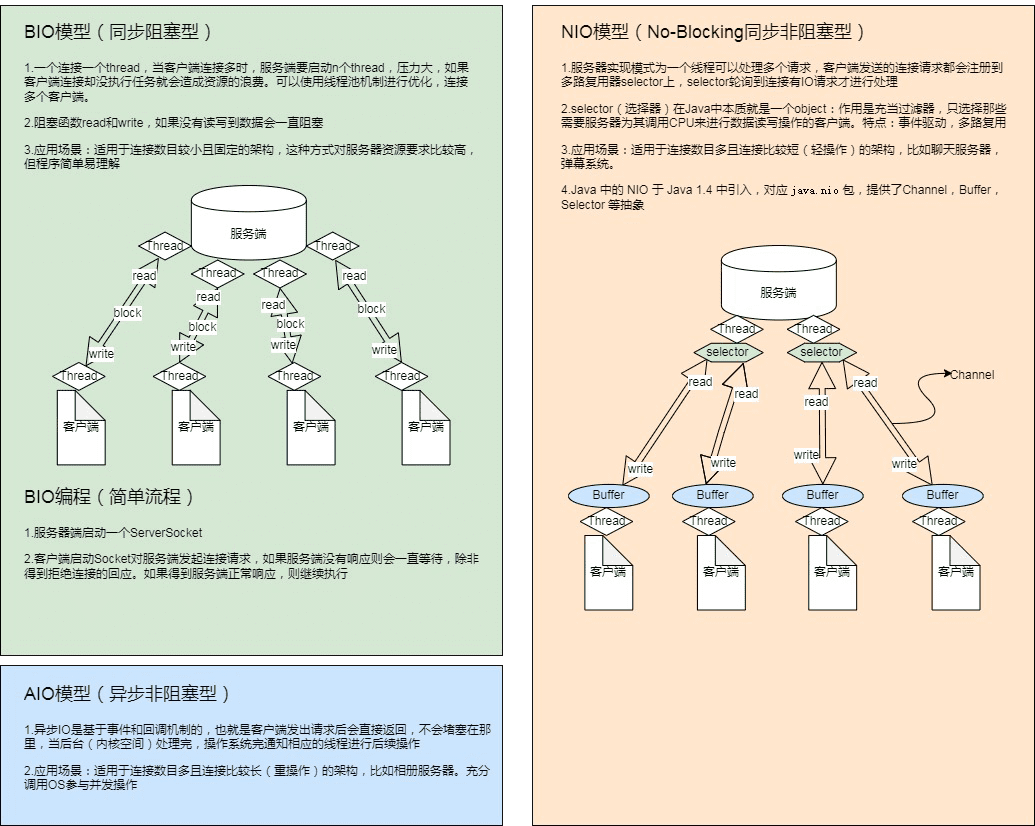 BIO模型（同步阻塞型）
1.一个连接一个thread，当客户端连接多时，服务端要启动n个thread，压力大，如果
客户端连接却没执行任务就会造成资源的浪费。可以使用线程池机制进行优化，连接
多个客户端。
2.阻塞函数read和write，如果没有读写到数据会一直阻塞
3.应用场景：适用于连接数目较小且固定的架构，这种方式对服务器资源要求比较高，
但程序简单易理解
服务端
Thread
Thread
Thread
Thread
read
read
read
read
block
block
block
block
write
write
write
write
Thread
Thread
Thread
Thread
客户端
客户端
客户端
客户端
BIO编程（简单流程）
1.服务器端启动一个ServerSocket
2.客户端启动Socket对服务端发起连接请求，如果服务端没有响应则会一直等待，除非
得到拒绝连接的回应。如果得到服务端正常响应，则继续执行
AIO模型（异步非阻塞型）
1.异步IO是基于事件和回调机制的，也就是客户端发出请求后会直接返回，不会堵塞在那
里，当后台（内核空间）处理完，操作系统完通知相应的线程进行后续操作
2.应用场景：适用于连接数目多且连接比较长（重操作）的架构，比如相册服务器。充分
调用OS参与并发操作
NIO模型（No-Blocking同步非阻塞型）
1.服务器实现模式为一个线程可以处理多个请求，客户端发送的连接请求都会注册到
多路复用器selector上，selector轮询到连接有IO请求才进行处理
2.selector（选择器）在Java中本质就是一个object：作用是充当过滤器，只选择那些
需要服务器为其调用CPU来进行数据读写操作的客户端。特点：事件驱动，多路复用
3.应用场景：适用于连接数目多且连接比较短（轻操作）的架构，比如聊天服务器，
弹幕系统。
4.Java 中的 NIO 于 Java 1.4 中引入，对应 java.nio 包，提供了Channel，Buffer，
Selector 等抽象
服务端
Thread
Thread
selector
selector
Channel
read
read
read
read
write
write
write
write
Buffer
Buffer
Buffer
Buffer
Thread
Thread
Thread
Thread
客户端
客户端
客户端
客户端